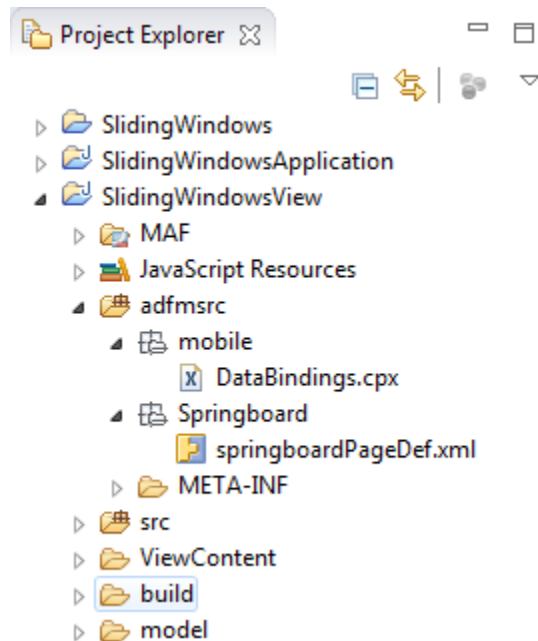 Project Explorer
SlidingWindows
SlidingWindowsApplication
SlidingWindowsView
MAF
JavaScript Resources
adfmsrc
mobile
DataBindings.cpx
Springboard
springboardPageDef.xml
META-INF
src
ViewContent
build
model